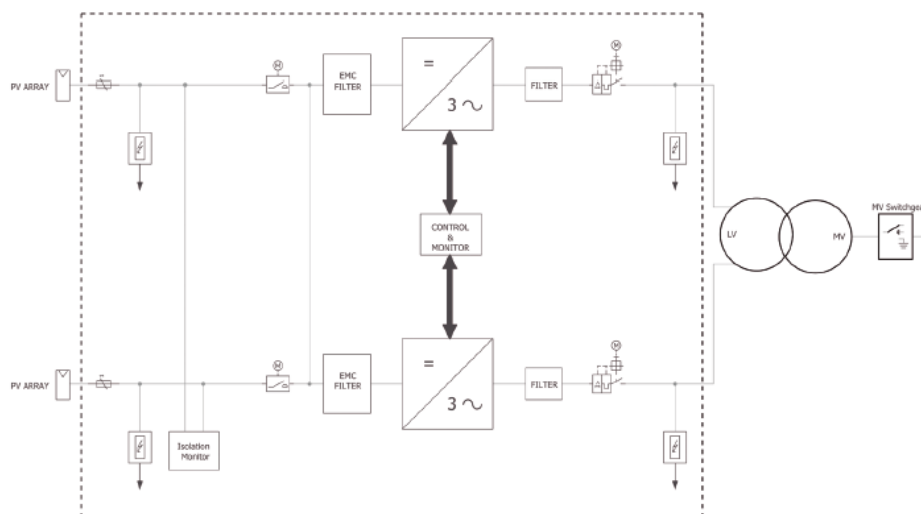 M
M
EMC
FILTER
=
3 ~
FILTER
PV ARRAY
CONTROL
&
MONITOR
LV
MV
MV Switchgea
M
M
EMC
FILTER
=
3 ~
FILTER
PV ARRAY
Isolation
Monitor